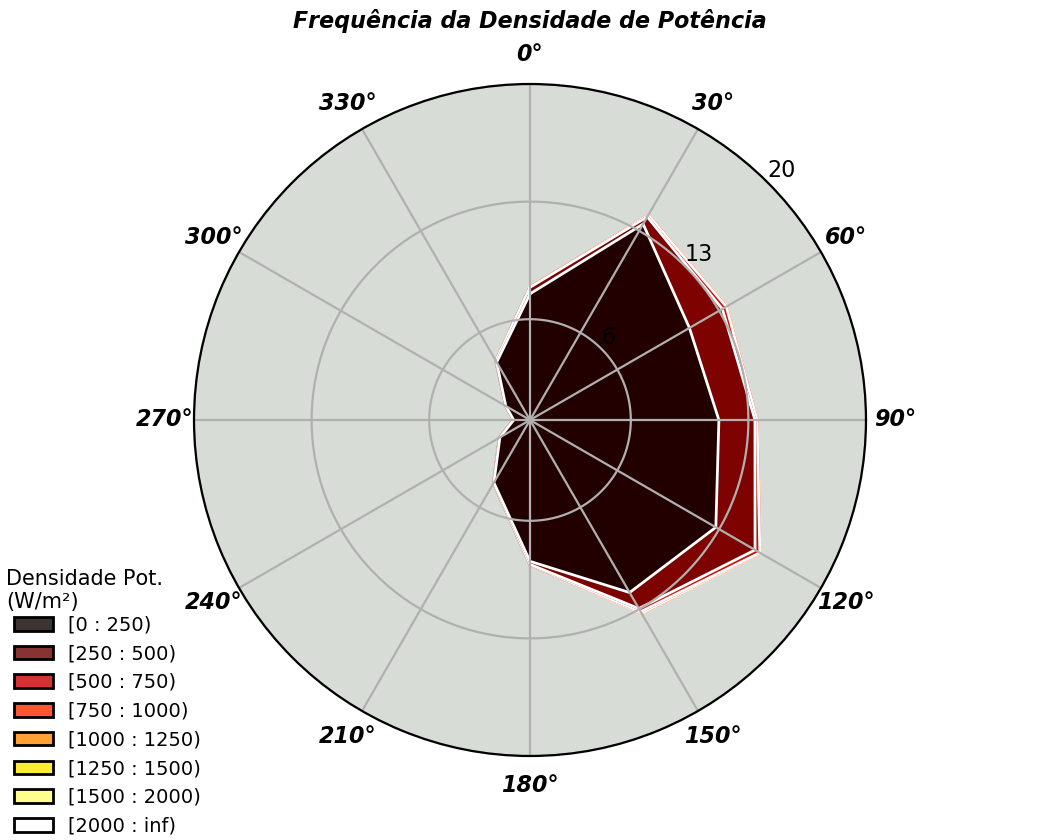 Frequência da Densidade de Potência
0°
330°
30°
20
300°
60°
13
6
270°
90°
240°
120°
210°
150°
180°
Densidade Pot.
(W/m²)
[0 : 250)
[250 : 500)
[500 : 750)
[750 : 1000)
[1000 : 1250)
[1250 : 1500)
[1500 : 2000)
[2000 : inf)